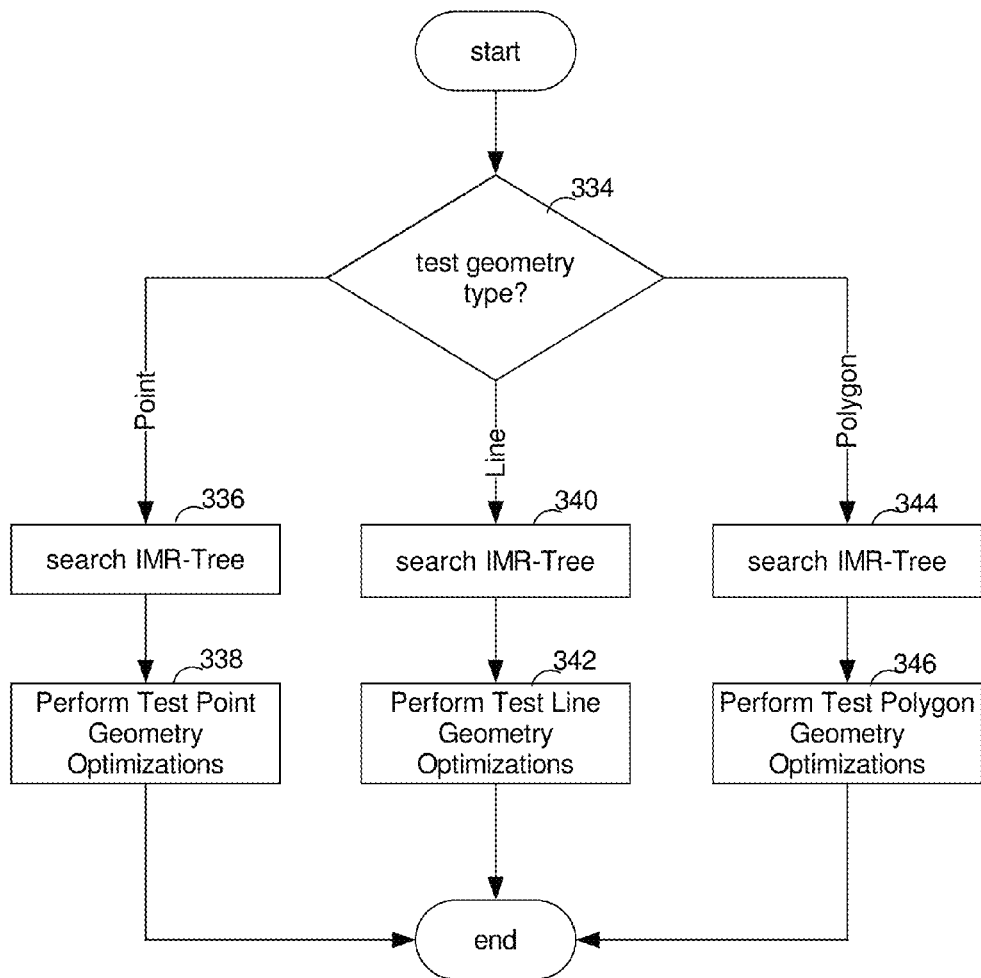 start
334
test geometry
type?
Point
Line
Polygon
336
340
344
search IMR-Tree
search IMR-Tree
search IMR-Tree
338
342
346
Perform Test Point
Geometry
Optimizations
Perform Test Line
Geometry
Optimizations
Perform Test Polygon
Geometry
Optimizations
end